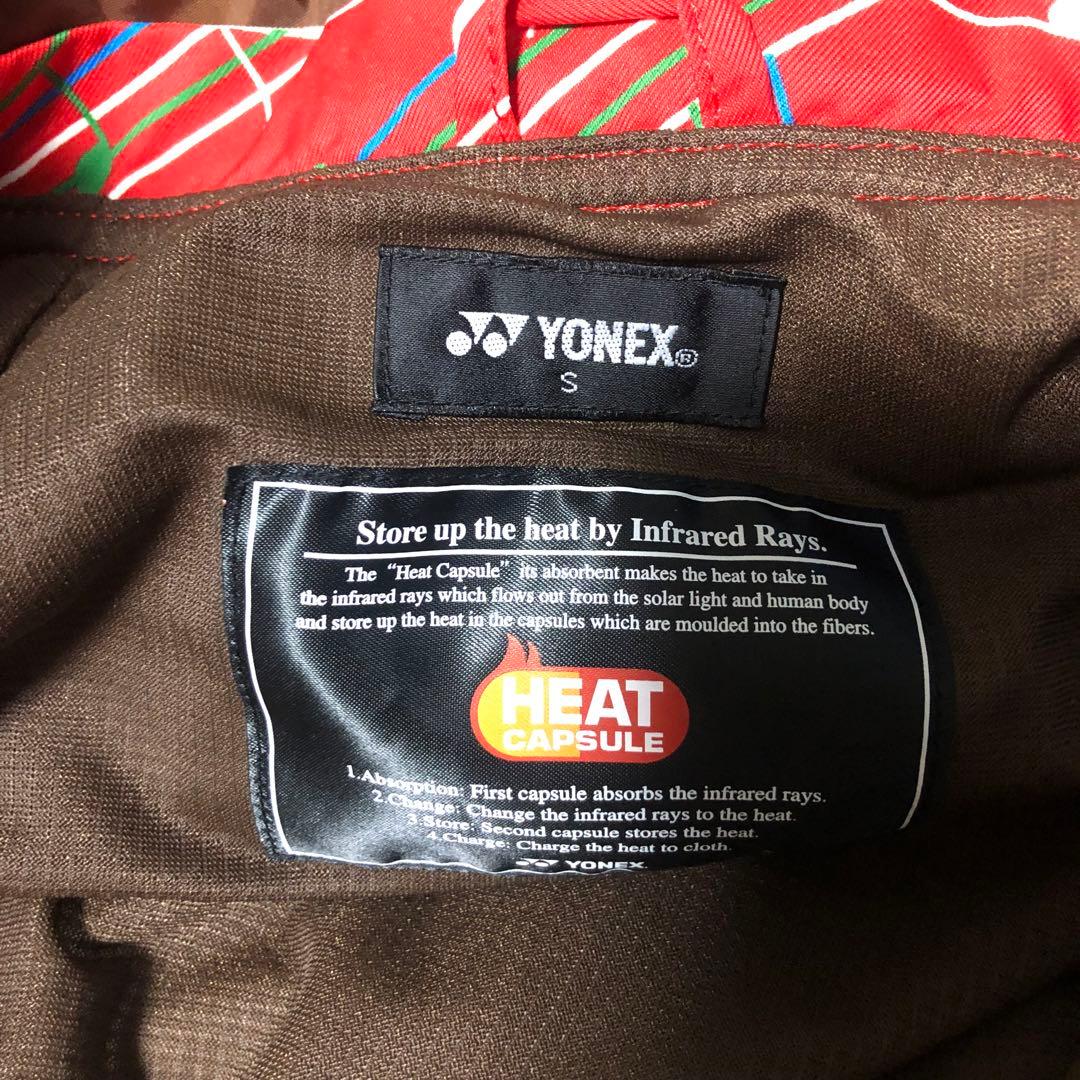 YONEX®
S
Store up the heat by Infrared Rays.
The "Heat Capsule" its absorbent makes the heat to take in
the infrared rays which flows out from the solar light and human body
and store up the heat in the capsules which are moulded into the fibers.
HEAT
CAPSULE
1.Absorption: First capsule absorbs the infrared rays.
2.Change: Change the infrared rays to the heat.
3.Store: Second capsule stores the heat.
4.Charge: Charge the heat to cloth.
YONEX.